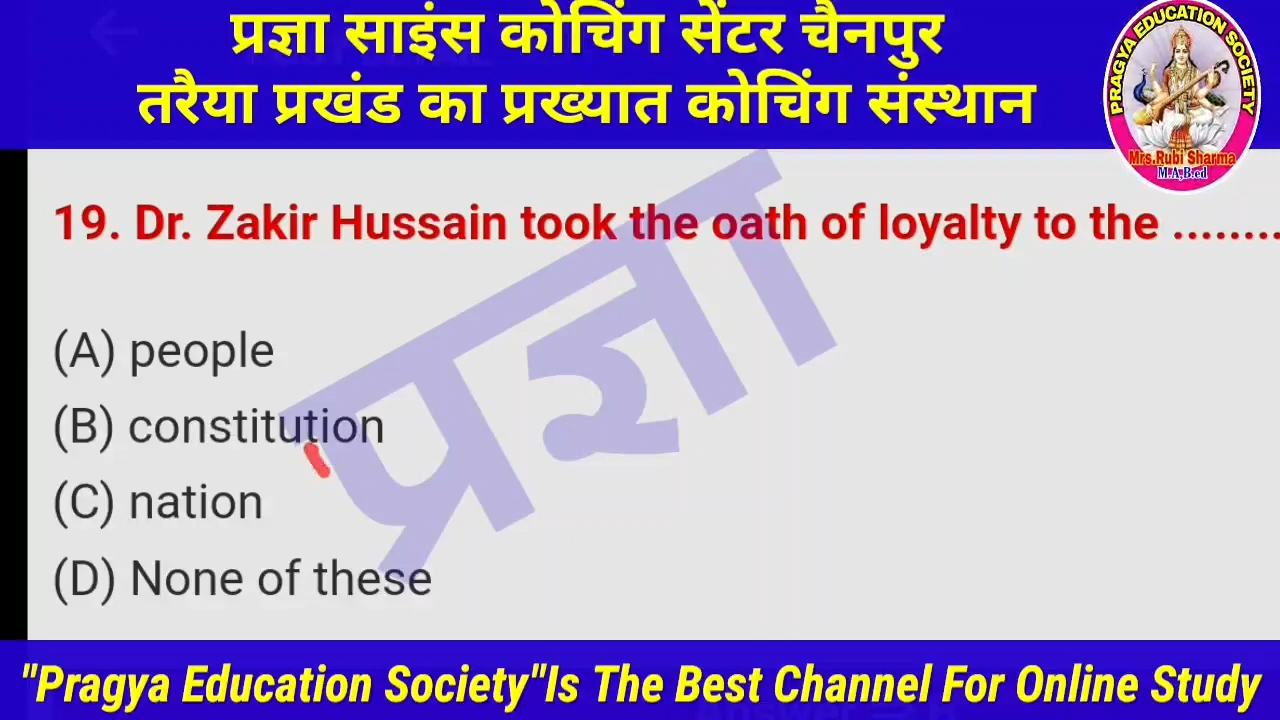 प्रज्ञा साइंस कोचिंग सेंटर चैनपुर
तरैया प्रखंड का प्रख्यात कोचिंग संस्थान
PRAGYA EDUCATION SOCIETY
Mrs.Rubi Sharma
M.A,B.ed
19. Dr. Zakir Hussain took the oath of loyalty to the ........
(A) people
(B) constitution
(C) nation
(D) None of these
प्रज्ञा
"Pragya Education Society"Is The Best Channel For Online Study